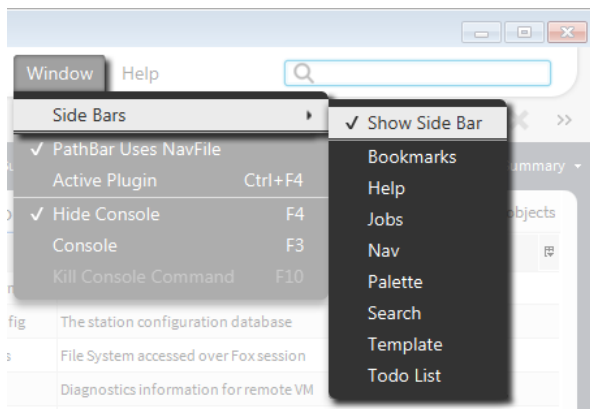 Window Help
Side Bars
✓ Show Side Bar
✓ PathBar Uses NavFile
Bookmarks
ummary
Active Plugin Ctrl+F4
Help
✓ Hide Console F4
Jobs
objects
Console F3
Nav
Kill Console Command F10
Palette
fig The station configuration database
Search
s File System accessed over Fox session
Template
Diagnostics information for remote VM
Todo List